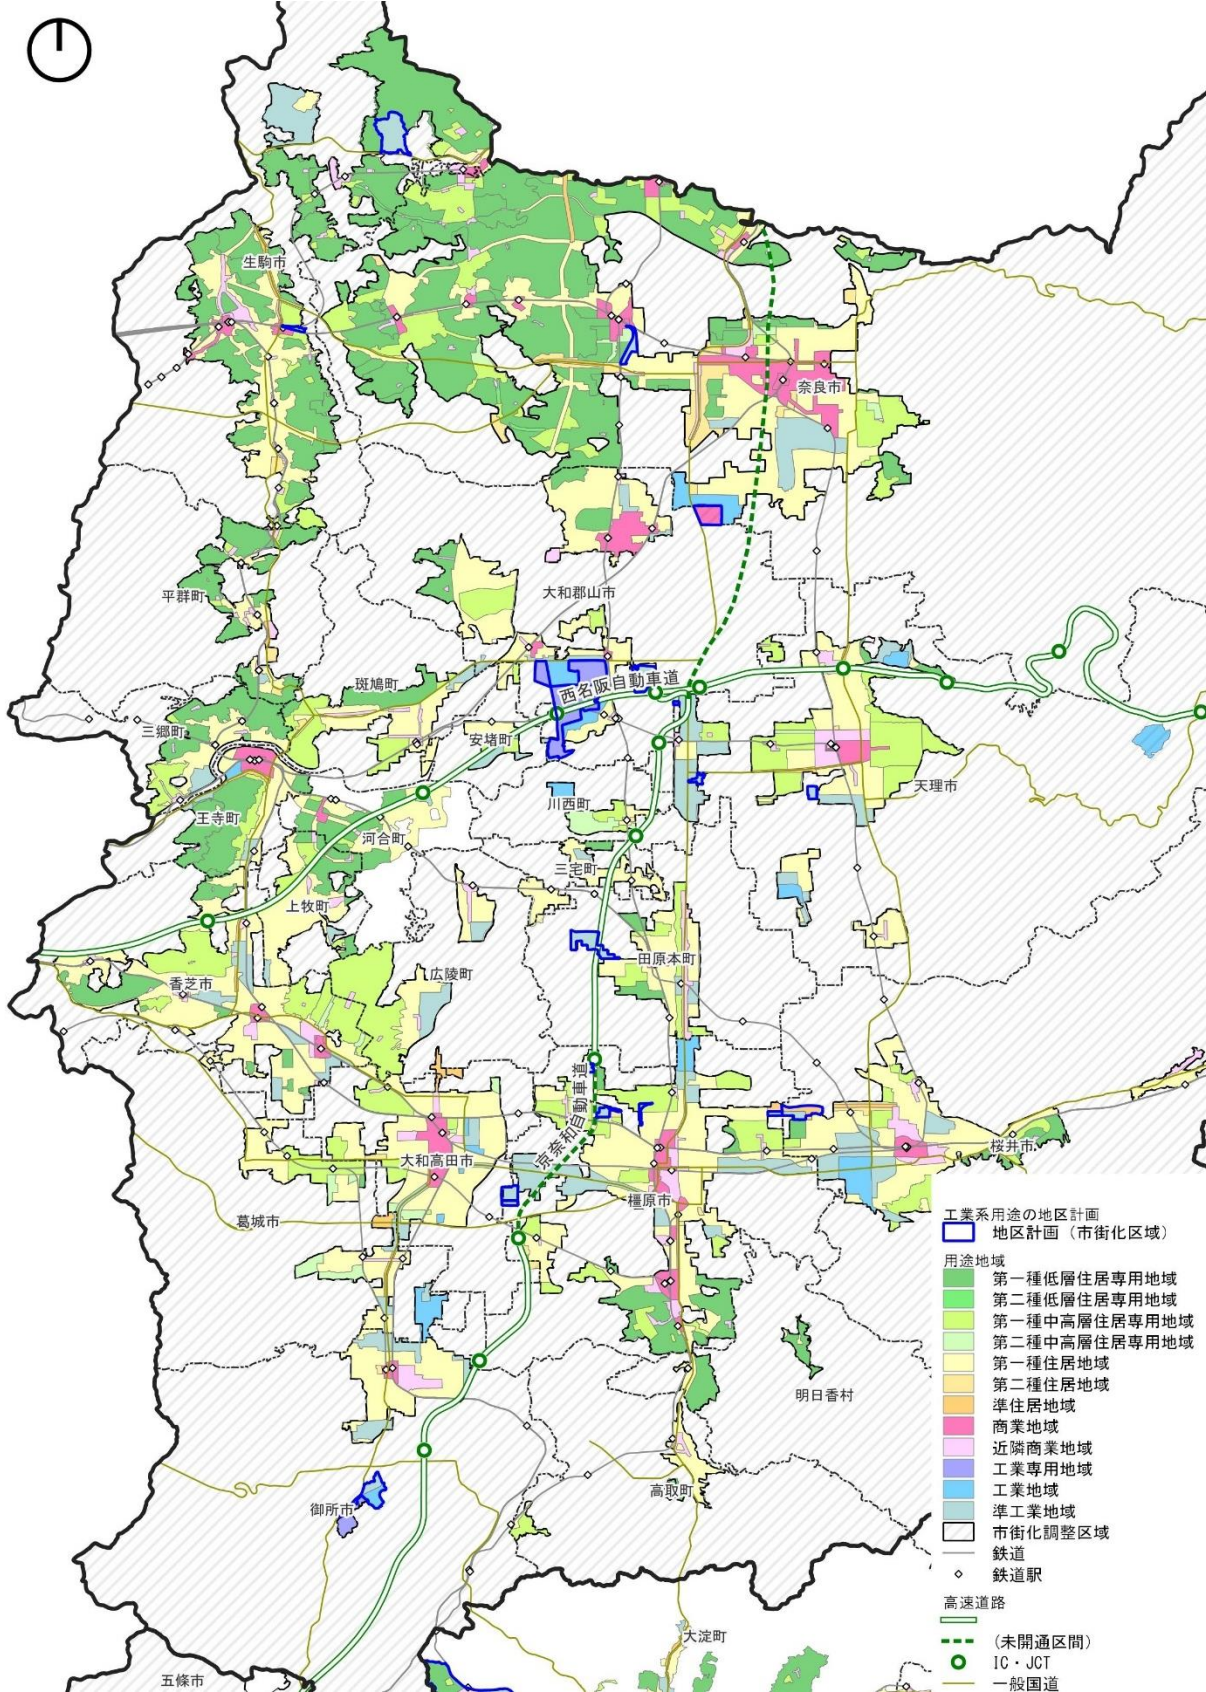 生駒市
奈良市
平群町
大和郡山市
斑鳩町
西名阪自動車道
三郷町
安堵町
天理市
王寺町
川西町
河合町
三宅町
上牧町
広陵町
田原本町
香芝市
京奈和自動車道
大和高田市
桜井市
葛城市
橿原市
明日香村
御所市
高取町
大淀町
五條市
工業系用途の地区計画
地区計画（市街化区域）
用途地域
第一種低層住居専用地域
第二種低層住居専用地域
第一種中高層住居専用地域
第二種中高層住居専用地域
第一種住居地域
第二種住居地域
準住居地域
商業地域
近隣商業地域
工業専用地域
工業地域
準工業地域
市街化調整区域
鉄道
鉄道駅
高速道路
(未開通区間)
IC・JCT
一般国道